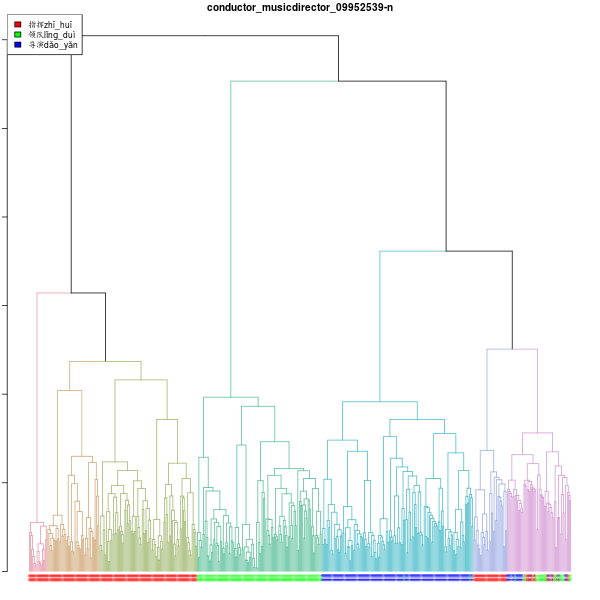 conductor_musicdirector_09952539-n
指挥zhǐ_huī
领队lǐng_duì
导演dǎo_yǎn